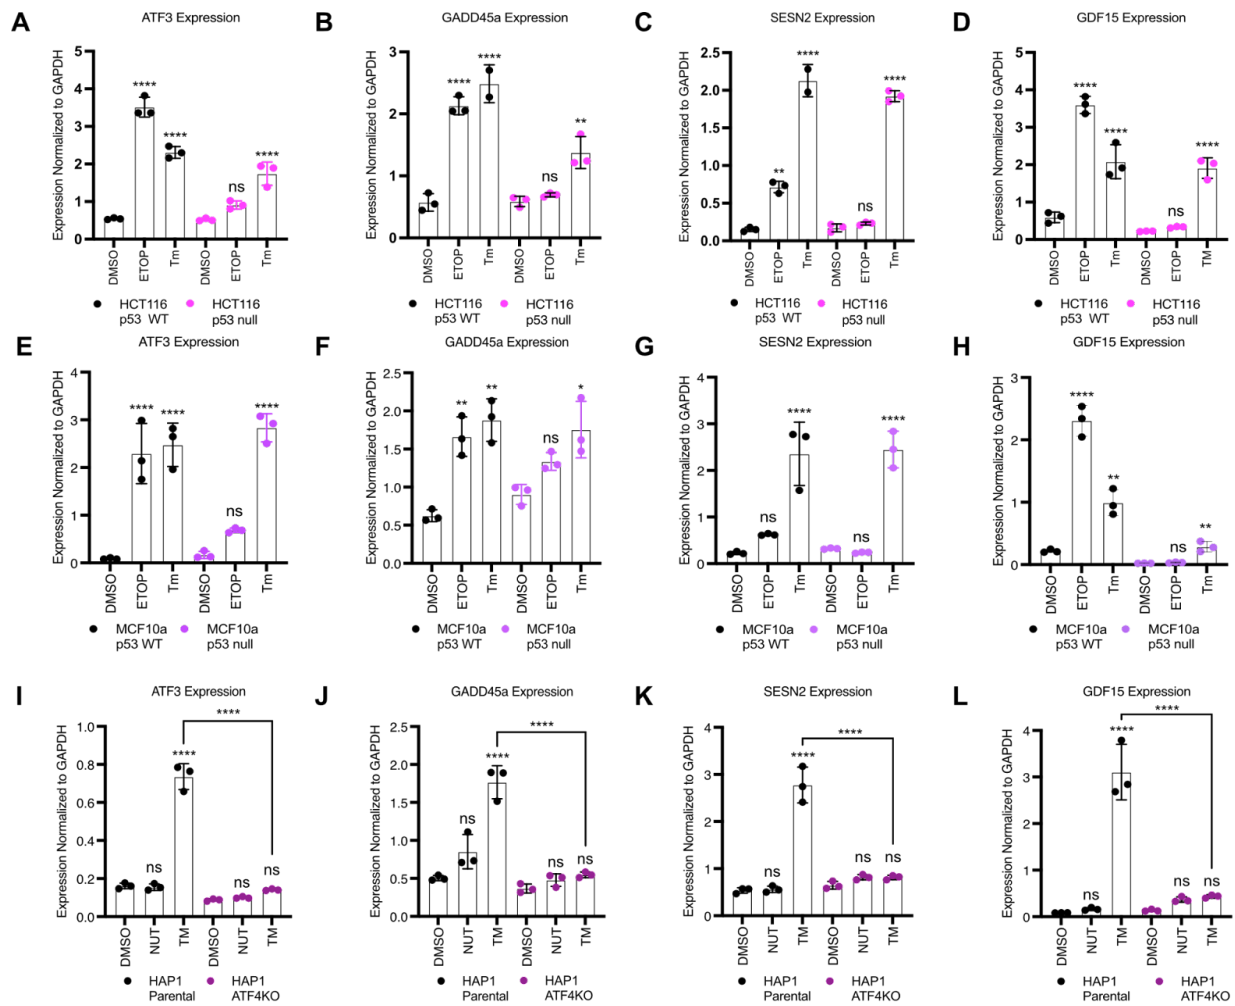 A
ATF3 Expression
Expression Normalized to GAPDH
5
4
3
2
1
0
****
****
ns
****
DMSO
ETOP
Tm
DMSO
ETOP
Tm
HCT116 p53 WT
HCT116 p53 null
B
GADD45a Expression
Expression Normalized to GAPDH
3
2
1
0
****
****
ns
**
DMSO
ETOP
Tm
DMSO
ETOP
Tm
HCT116 p53 WT
HCT116 p53 null
C
SESN2 Expression
Expression Normalized to GAPDH
2.5
2.0
1.5
1.0
0.5
0.0
**
****
ns
****
DMSO
ETOP
Tm
DMSO
ETOP
Tm
HCT116 p53 WT
HCT116 p53 null
D
GDF15 Expression
Expression Normalized to GAPDH
5
4
3
2
1
0
****
****
ns
****
DMSO
ETOP
Tm
DMSO
ETOP
TM
HCT116 p53 WT
HCT116 p53 null
E
ATF3 Expression
Expression Normalized to GAPDH
4
3
2
1
0
****
****
ns
****
DMSO
ETOP
Tm
DMSO
ETOP
Tm
MCF10a p53 WT
MCF10a p53 null
F
GADD45a Expression
Expression Normalized to GAPDH
2.5
2.0
1.5
1.0
0.5
0.0
**
**
ns
*
DMSO
ETOP
Tm
DMSO
ETOP
Tm
MCF10a p53 WT
MCF10a p53 null
G
SESN2 Expression
Expression Normalized to GAPDH
4
3
2
1
0
ns
****
ns
****
DMSO
ETOP
Tm
DMSO
ETOP
Tm
MCF10a p53 WT
MCF10a p53 null
H
GDF15 Expression
Expression Normalized to GAPDH
3
2
1
0
****
**
ns
**
DMSO
ETOP
Tm
DMSO
ETOP
Tm
MCF10a p53 WT
MCF10a p53 null
I
ATF3 Expression
Expression Normalized to GAPDH
1.0
0.8
0.6
0.4
0.2
0.0
****
ns
****
ns
ns
DMSO
NUT
TM
DMSO
NUT
TM
HAP1 Parental
HAP1 ATF4KO
J
GADD45a Expression
Expression Normalized to GAPDH
2.5
2.0
1.5
1.0
0.5
0.0
****
ns
****
ns
ns
DMSO
NUT
TM
DMSO
NUT
TM
HAP1 Parental
HAP1 ATF4KO
K
SESN2 Expression
Expression Normalized to GAPDH
4
3
2
1
0
****
ns
****
ns
ns
DMSO
NUT
TM
DMSO
NUT
TM
HAP1 Parental
HAP1 ATF4KO
L
GDF15 Expression
Expression Normalized to GAPDH
4
3
2
1
0
****
ns
****
ns
ns
DMSO
NUT
TM
DMSO
NUT
TM
HAP1 Parental
HAP1 ATF4KO